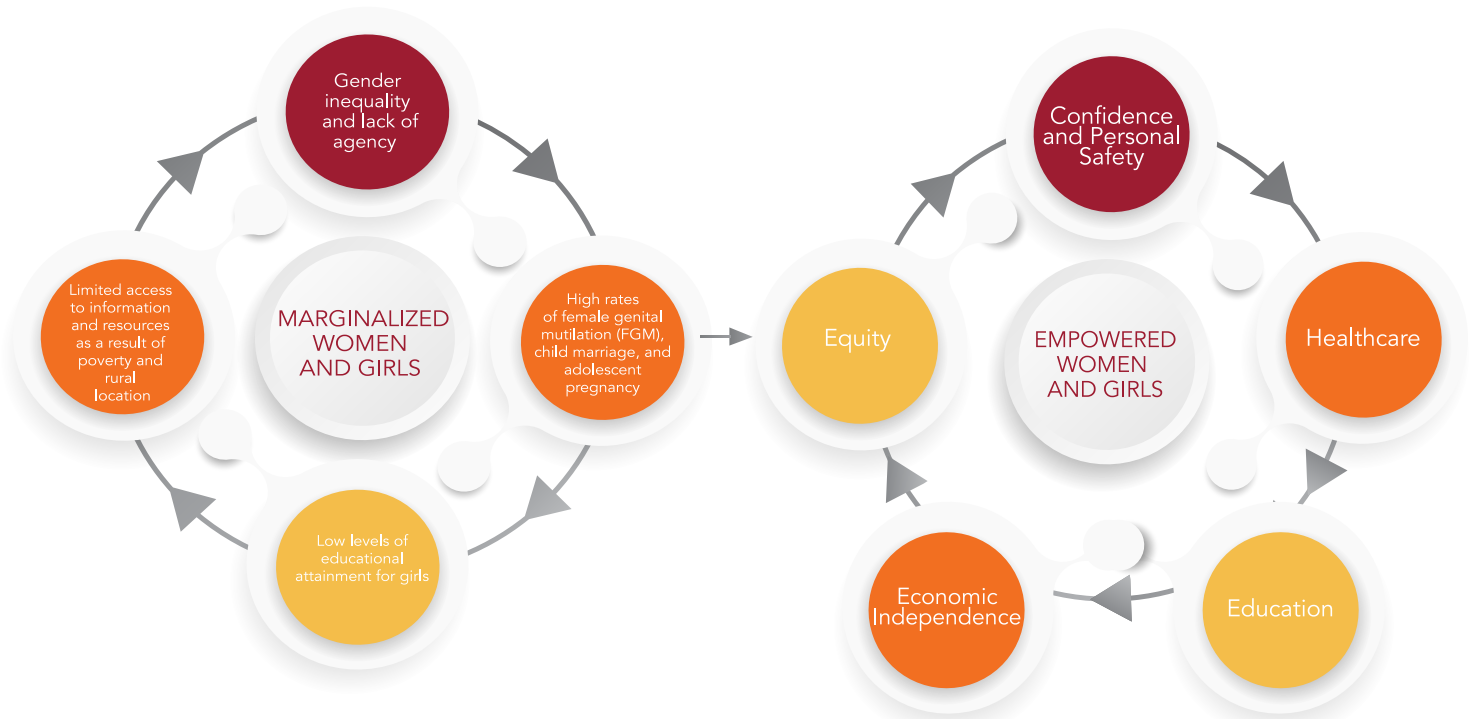 Gender
inequality
and lack of
agency
Limited access
to information
and resources
as a result of
poverty and
rural
location
MARGINALIZED
WOMEN
AND GIRLS
High rates
of female genital
mutilation (FGM),
child marriage, and
adolescent
pregnancy
Low levels of
educational
attainment for girls
Confidence
and Personal
Safety
Equity
EMPOWERED
WOMEN
AND GIRLS
Healthcare
Economic
Independence
Education